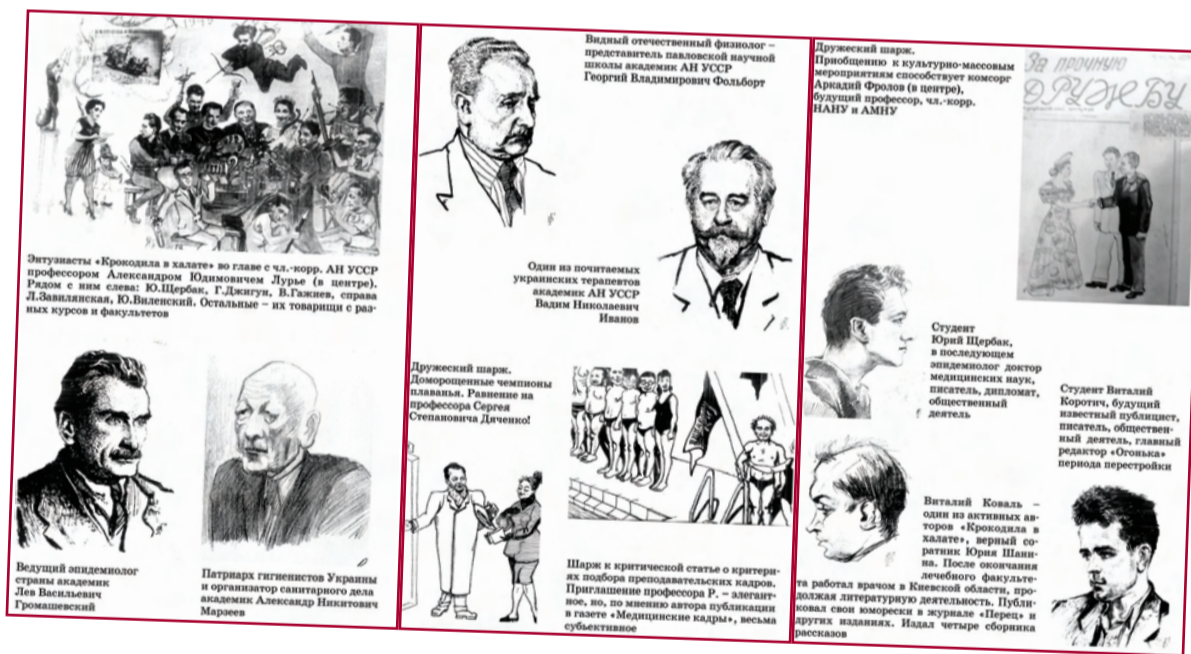 Энтузиасты «Крокодила в халате» во главе с чл.-корр. АН УССР
профессором Александром Юдимовичем Лурье (в центре).
Рядом с ним слева: Ю.Щербак, Г.Джигун, В.Гажиев, справа
Л.Завилянская, Ю.Виленский. Остальные – их товарищи с раз-
ных курсов и факультетов
Ведущий эпидемиолог
страны академик
Лев Васильевич
Громашевский
Патриарх гигиенистов Украины
и организатор санитарного дела
академик Александр Никитович
Марзеев
Видный отечественный физиолог –
представитель павловской научной
школы академик АН УССР
Георгий Владимирович Фольборт
Один из почитаемых
украинских терапевтов
академик АН УССР
Вадим Николаевич
Иванов
Дружеский шарж.
Доморощенные чемпионы
плаванья. Равнение на
профессора Сергея
Степановича Дяченко!
Шарж к критической статье о критери-
ях подбора преподавательских кадров.
Приглашение профессора Р. – элегант-
ное, но, по мнению автора публикации
в газете «Медицинские кадры», весьма
субъективное
Дружеский шарж.
Приобщению к культурно-массовым
мероприятиям способствует комсорг
Аркадий Фролов (в центре),
будущий профессор, чл.-корр.
НАНУ и АМНУ
За прочную
ДРУЖБУ
Студент
Юрий Щербак,
в последующем
эпидемиолог доктор
медицинских наук,
писатель, дипломат,
общественный
деятель
Студент Виталий
Коротич, будущий
известный публицист,
писатель, обществен-
ный деятель, главный
редактор «Огонька»
периода перестройки
Виталий Коваль –
один из активных ав-
торов «Крокодила в
халате», верный со-
ратник Юрия Шани-
на. После окончания
лечебного факульте-
та работал врачом в Киевской области, про-
должая литературную деятельность. Публи-
ковал свои юморески в журнале «Перец» и
других изданиях. Издал четыре сборника
рассказов